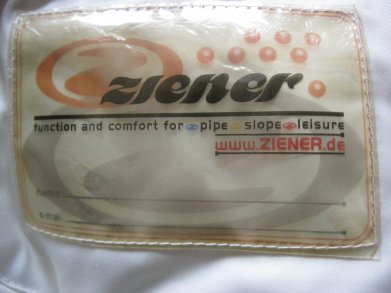 ziener
function and comfort for pipe slope leisure
www.ZIENER.de
name
e-mail